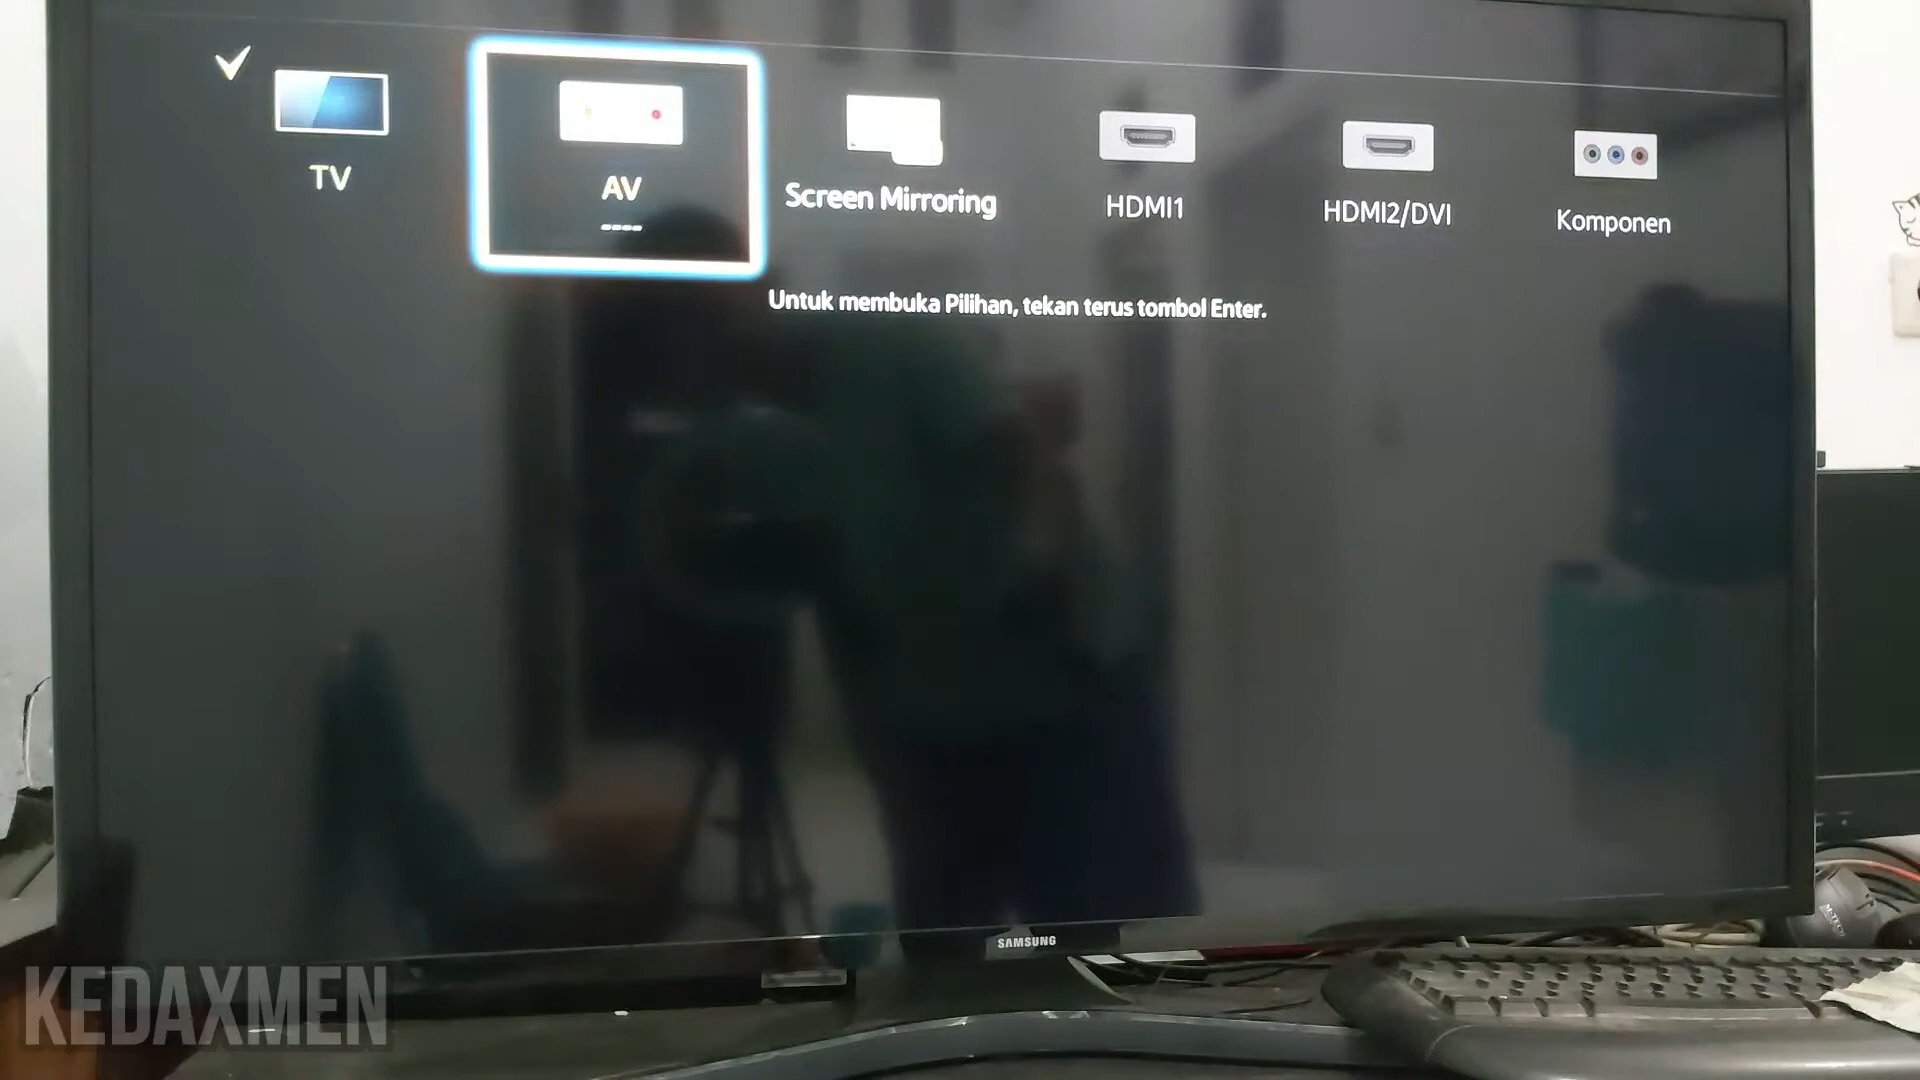 TV
AV
Screen Mirroring
HDMI1
HDMI2/DVI
Komponen
Untuk membuka Pilihan, tekan terus tombol Enter.
SAMSUNG
KEDAXMEN